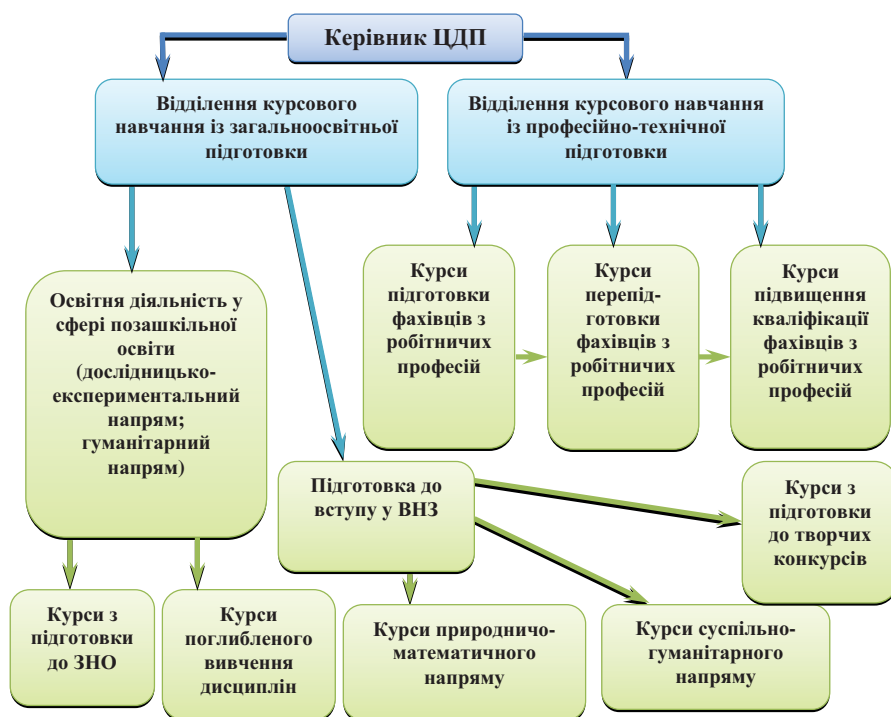 Керівник ЦДП
Відділення курсового
навчання із загальноосвітньої
підготовки
Відділення курсового навчання
із професійно-технічної
підготовки
Освітня діяльність у
сфері позашкільної
освіти
(дослідницько-
експериментальний
напрям;
гуманітарний
напрям)
Курси
підготовки
фахівців з
робітничих
професій
Курси
перепід-
готовки
фахівців з
робітничих
професій
Курси
підвищення
кваліфікації
фахівців з
робітничих
професій
Підготовка до
вступу у ВНЗ
Курси з
підготовки
до творчих
конкурсів
Курси з
підготовки
до ЗНО
Курси
поглибленого
вивчення
дисциплін
Курси природничо-
математичного
напряму
Курси суспільно-
гуманітарного
напряму